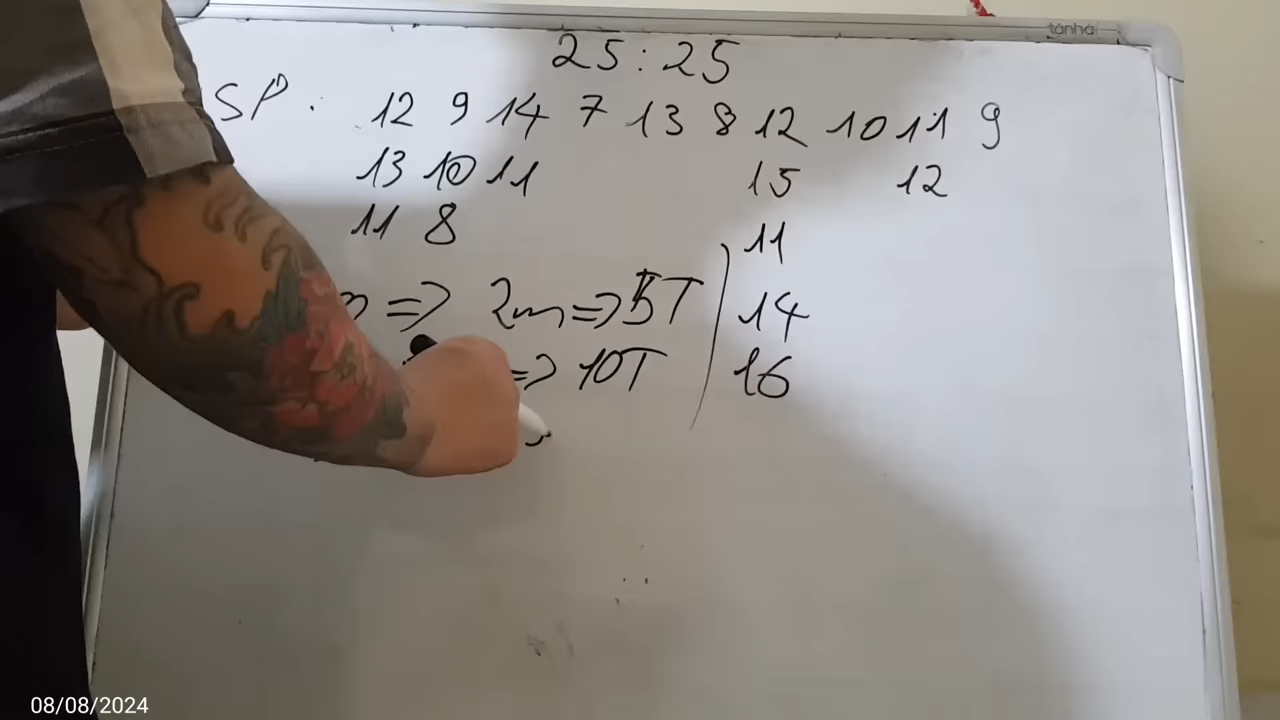 tànhài
25:25
SP: 12 9 14 7 13 8 12 10 11 9
13 10 11 15 12
11 8 11
m => 2m => 5T 14
=> 10T 16
08/08/2024